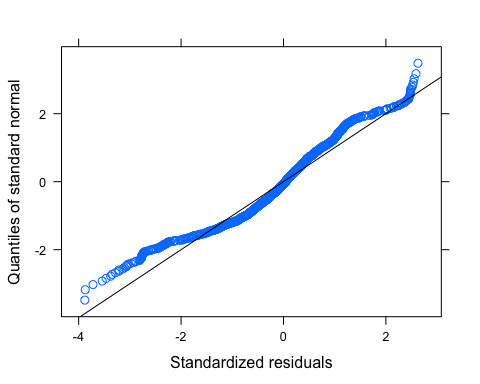 Quantiles of standard normal
2
0
-2
-4 -2 0 2
Standardized residuals